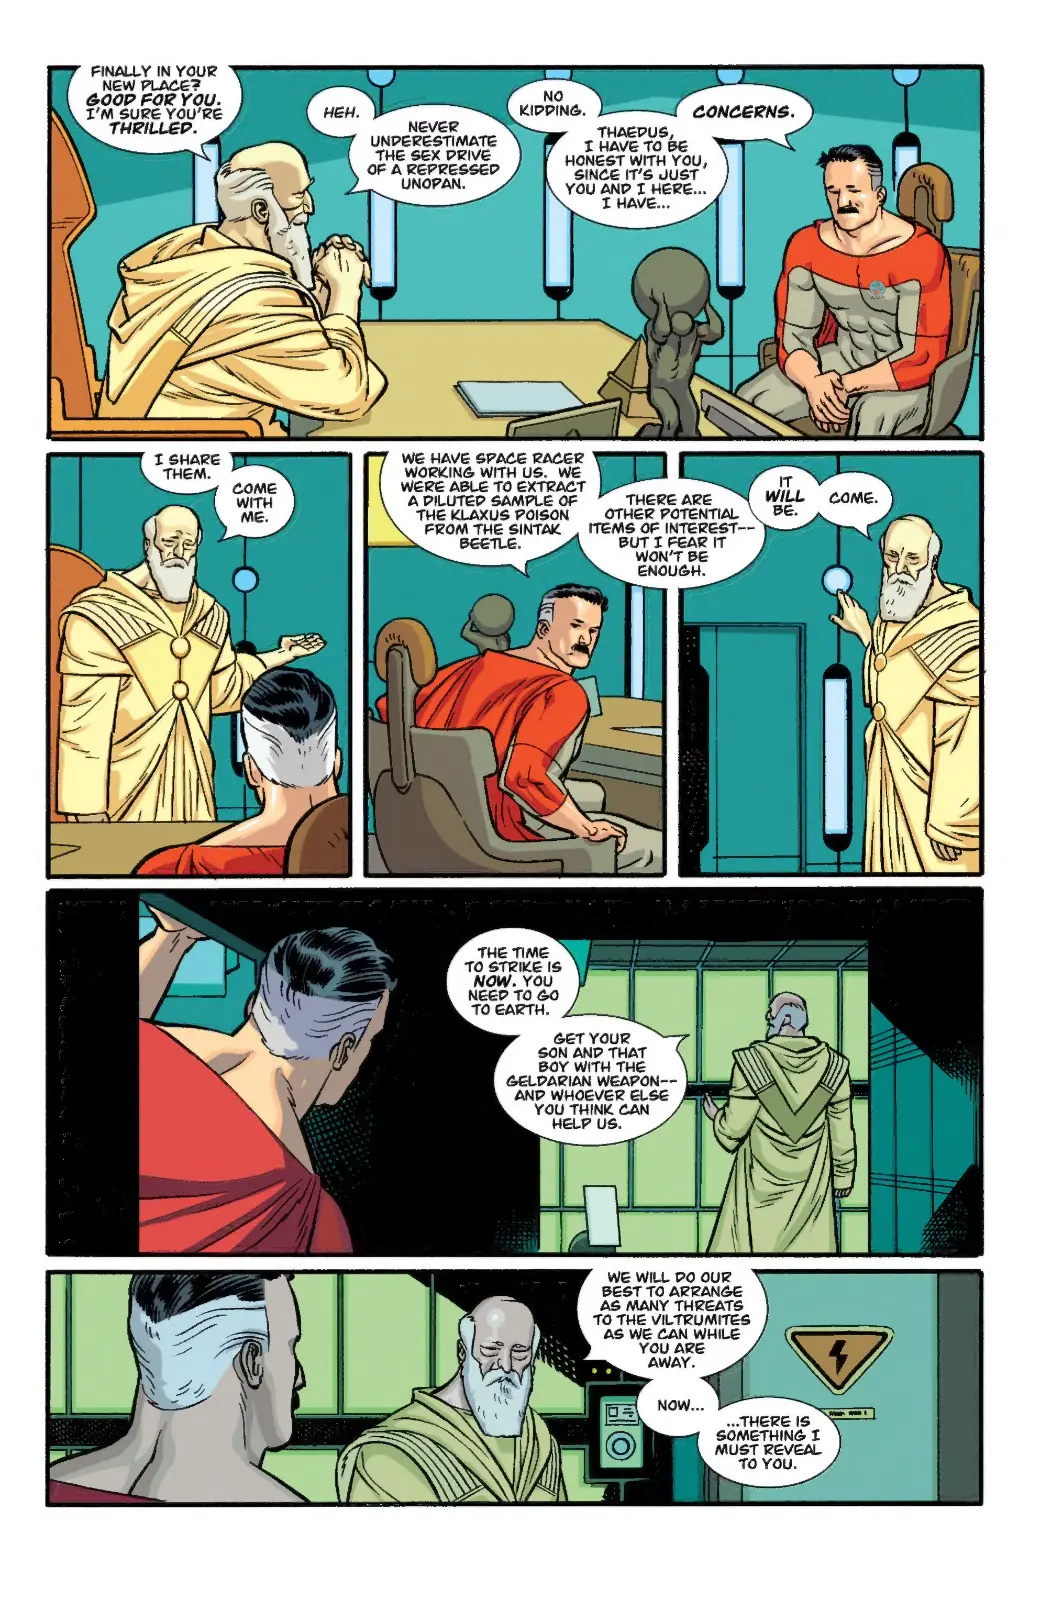 FINALLY IN YOUR
NEW PLACE?
GOOD FOR YOU.
I'M SURE YOU'RE
THRILLED.
HEH.
NEVER
UNDERESTIMATE
THE SEX DRIVE
OF A REPRESSED
UNOPAN.
NO
KIDDING.
THAEDUS,
I HAVE TO BE
HONEST WITH YOU,
SINCE IT'S JUST
YOU AND I HERE...
I HAVE...
CONCERNS.
I SHARE
THEM.
COME
WITH
ME.
WE HAVE SPACE RACER
WORKING WITH US. WE
WERE ABLE TO EXTRACT
A DILUTED SAMPLE OF
THE KLAXUS POISON
FROM THE SINTAK
BEETLE.
THERE ARE
OTHER POTENTIAL
ITEMS OF INTEREST--
BUT I FEAR IT
WON'T BE
ENOUGH.
IT
WILL
BE.
COME.
THE TIME
TO STRIKE IS
NOW. YOU
NEED TO GO
TO EARTH.
GET YOUR
SON AND THAT
BOY WITH THE
GELDARIAN WEAPON--
AND WHOEVER ELSE
YOU THINK CAN
HELP US.
WE WILL DO OUR
BEST TO ARRANGE
AS MANY THREATS
TO THE VILTRUMITES
AS WE CAN WHILE
YOU ARE
AWAY.
NOW...
...THERE IS
SOMETHING I
MUST REVEAL
TO YOU.